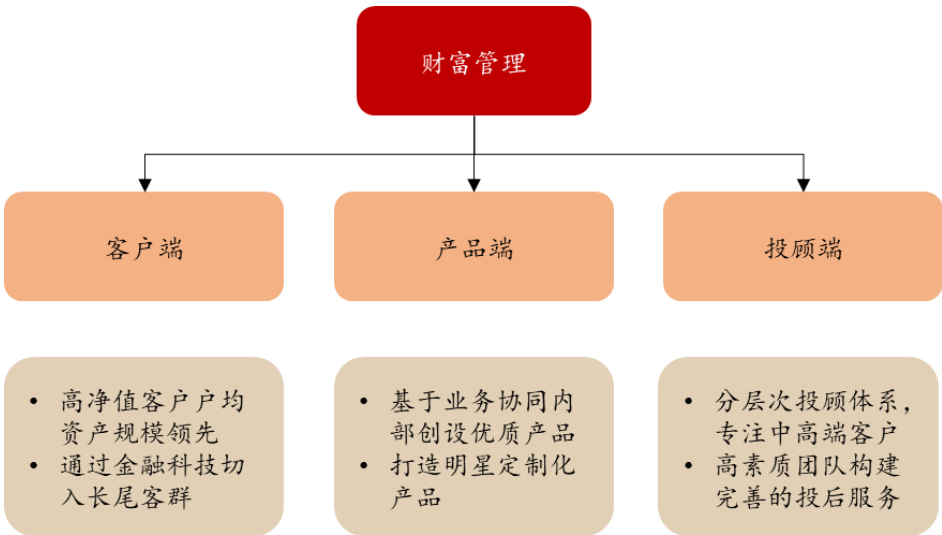 财富管理
客户端
产品端
投顾端
• 高净值客户户均
资产规模领先
• 通过金融科技切
入长尾客群
• 基于业务协同内
部创设优质产品
• 打造明星定制化
产品
• 分层次投顾体系，
专注中高端客户
• 高素质团队构建
完善的投后服务